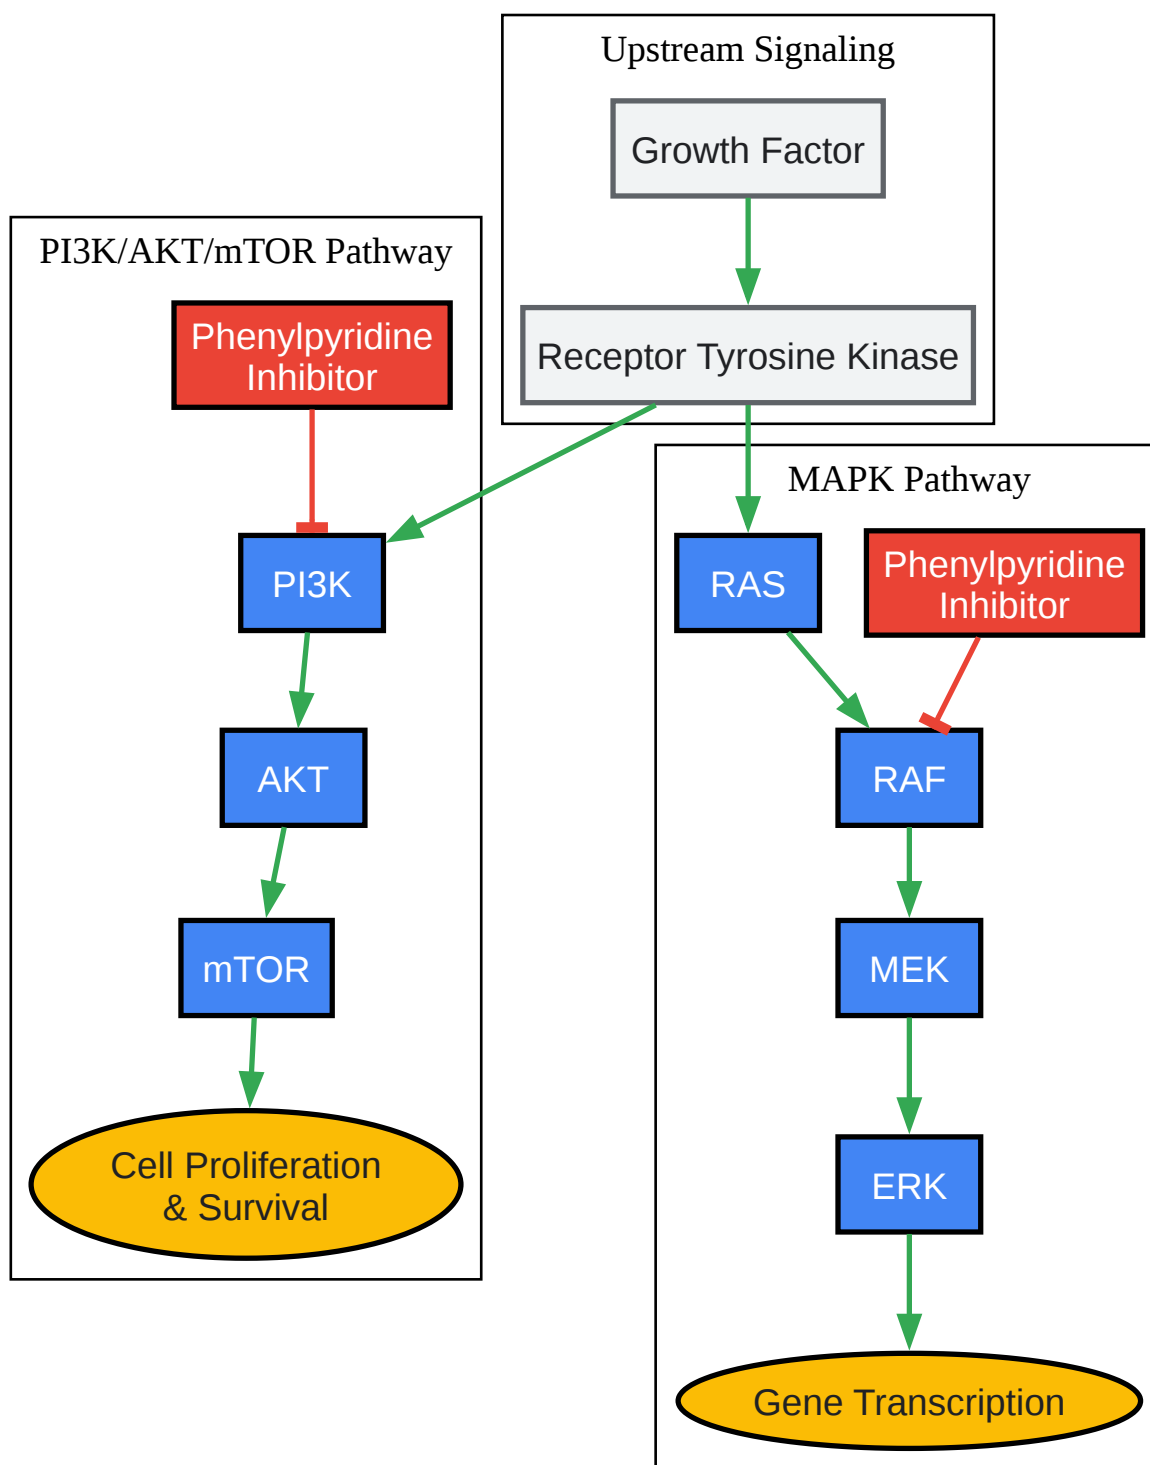 Upstream Signaling
Growth Factor
Receptor Tyrosine Kinase
PI3K/AKT/mTOR Pathway
Phenylpyridine
Inhibitor
PI3K
AKT
mTOR
Cell Proliferation
& Survival
MAPK Pathway
RAS
Phenylpyridine
Inhibitor
RAF
MEK
ERK
Gene Transcription